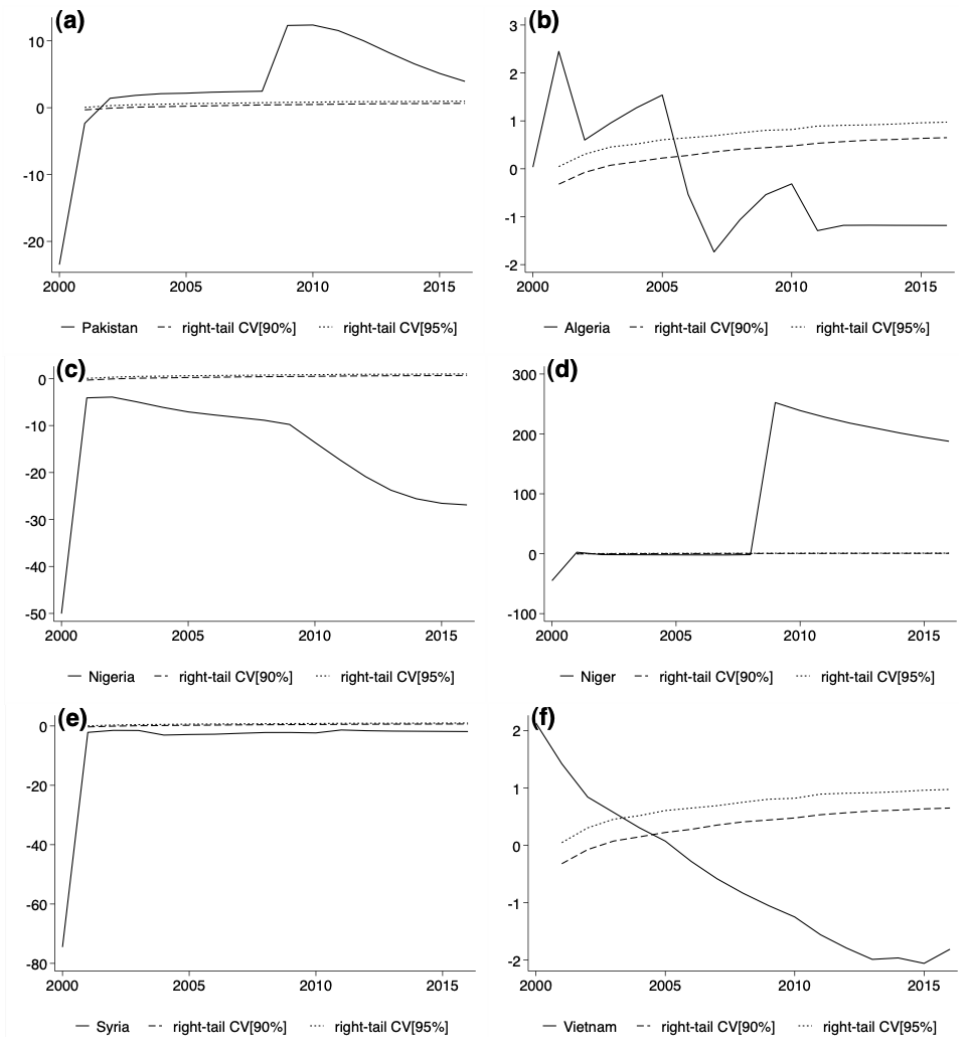 (a)
10
0
-10
-20
2000 2005 2010 2015
Pakistan right-tail CV[90%] right-tail CV[95%]
(b)
3
2
1
0
-1
-2
2000 2005 2010 2015
Algeria right-tail CV[90%] right-tail CV[95%]
(c)
0
-10
-20
-30
-40
-50
2000 2005 2010 2015
Nigeria right-tail CV[90%] right-tail CV[95%]
(d)
300
200
100
0
-100
2000 2005 2010 2015
Niger right-tail CV[90%] right-tail CV[95%]
(e)
0
-20
-40
-60
-80
2000 2005 2010 2015
Syria right-tail CV[90%] right-tail CV[95%]
(f)
2
1
0
-1
-2
2000 2005 2010 2015
Vietnam right-tail CV[90%] right-tail CV[95%]